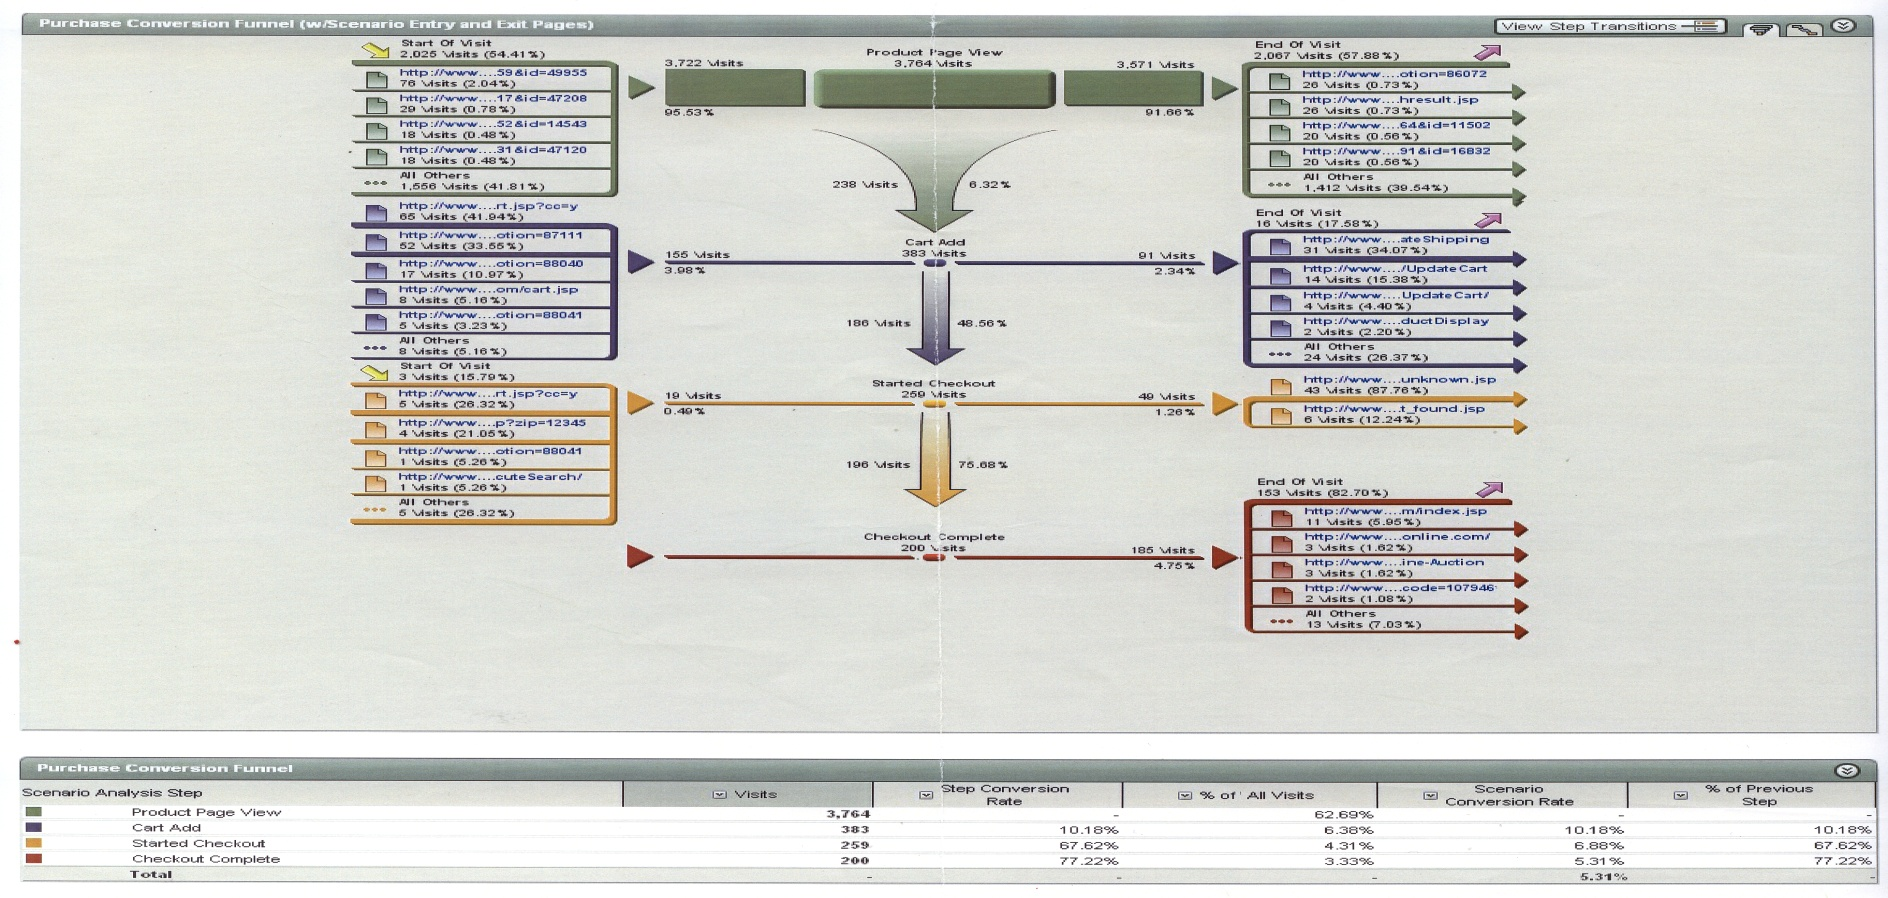 Purchase Conversion Funnel (w/Scenario Entry and Exit Pages)
View Step Transitions
Start Of Visit
2,025 Visits (54.41%)
http://www....59&id=49955
76 Visits (2.04%)
http://www....17&id=47208
29 Visits (0.78%)
http://www....52&id=14543
18 Visits (0.48%)
http://www....31&id=47120
18 Visits (0.48%)
All Others
1,556 Visits (41.81%)
3,722 Visits
95.53%
Product Page View
3,764 Visits
3,571 Visits
91.66%
End Of Visit
2,067 Visits (57.88%)
http://www....otion=86072
26 Visits (0.73%)
http://www....hresult.jsp
26 Visits (0.73%)
http://www....64&id=11502
20 Visits (0.56%)
http://www....91&id=16832
20 Visits (0.56%)
All Others
1,412 Visits (39.54%)
238 Visits
6.32%
http://www....rt.jsp?cc=y
65 Visits (41.94%)
http://www....otion=87111
52 Visits (33.55%)
http://www....otion=88040
17 Visits (10.97%)
http://www....om/cart.jsp
8 Visits (5.16%)
http://www....otion=88041
5 Visits (3.23%)
All Others
8 Visits (5.16%)
155 Visits
3.98%
Cart Add
383 Visits
91 Visits
2.34%
End Of Visit
16 Visits (17.58%)
http://www....ateShipping
31 Visits (34.07%)
http://www..../UpdateCart
14 Visits (15.38%)
http://www....UpdateCart/
4 Visits (4.40%)
http://www....ductDisplay
2 Visits (2.20%)
All Others
24 Visits (26.37%)
186 Visits
48.56%
Start Of Visit
3 Visits (15.79%)
http://www....rt.jsp?cc=y
5 Visits (26.32%)
http://www....p?zip=12345
4 Visits (21.05%)
http://www....otion=88041
1 Visits (5.26%)
http://www....cuteSearch/
1 Visits (5.26%)
All Others
5 Visits (26.32%)
19 Visits
0.49%
Started Checkout
259 Visits
49 Visits
1.26%
http://www....unknown.jsp
43 Visits (87.76%)
http://www....t_found.jsp
6 Visits (12.24%)
196 Visits
75.68%
Checkout Complete
200 Visits
185 Visits
4.75%
End Of Visit
153 Visits (82.70%)
http://www....m/index.jsp
11 Visits (5.95%)
http://www....online.com/
3 Visits (1.62%)
http://www....ine-Auction
3 Visits (1.62%)
http://www....code=107946
2 Visits (1.08%)
All Others
13 Visits (7.03%)
Purchase Conversion Funnel
Scenario Analysis Step Visits Step Conversion Rate % of All Visits Scenario Conversion Rate % of Previous Step
Product Page View 3,764 - 62.69% - -
Cart Add 383 10.18% 6.38% 10.18% 10.18%
Started Checkout 259 67.62% 4.31% 6.88% 67.62%
Checkout Complete 200 77.22% 3.33% 5.31% 77.22%
Total - - - 5.31% -